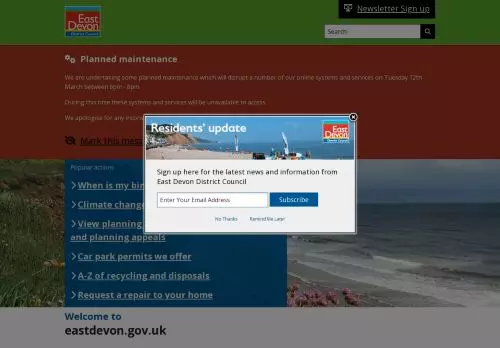 East
Devon
District Council
Newsletter Sign up
Search
Planned maintenance
We are undertaking some planned maintenance which will disrupt a number of our online systems and services on Tuesday 12th
March between 6pm - 8pm.
During this time these systems and services will be unavailable to access.
We apologise for any
Mark this mess
Residents' update
East
Devon
District Council
Sign up here for the latest news and information from
East Devon District Council
Enter Your Email Address
Subscribe
No Thanks
Remind Me Later
Popular actions
When is my bin
Climate change
View planning
and planning appeals
Car park permits we offer
A-Z of recycling and disposals
Request a repair to your home
Welcome to
eastdevon.gov.uk